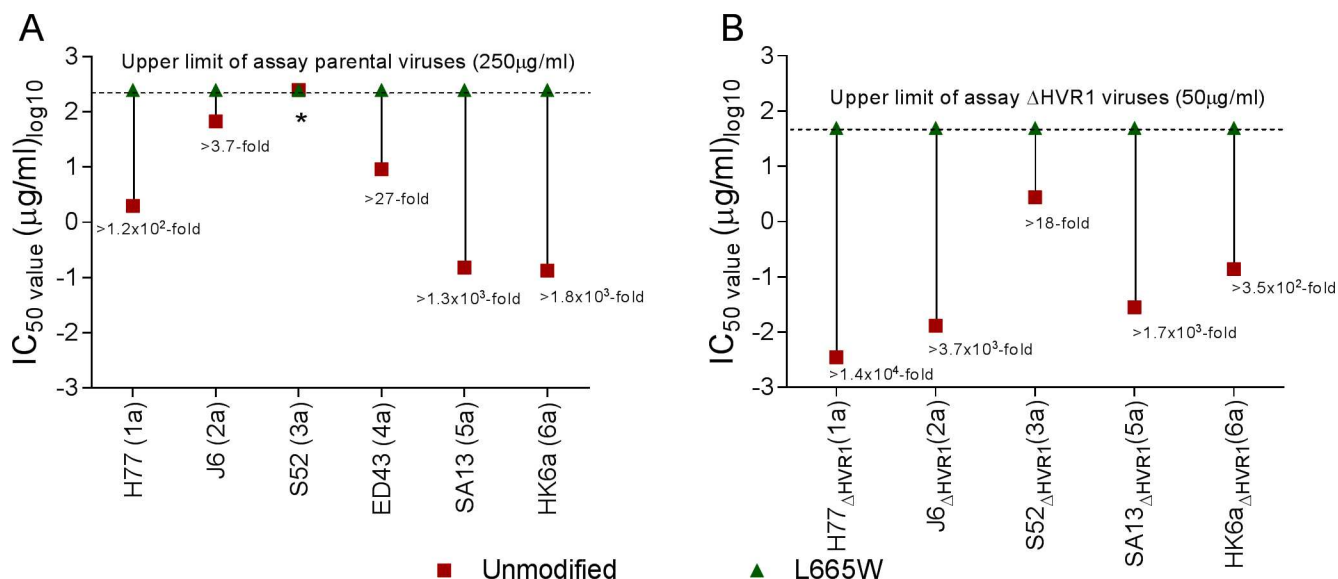 A
Upper limit of assay parental viruses (250μg/ml)
IC50 value (μg/ml)log10
3
2
1
0
-1
-2
-3
>1.2x10²-fold
>3.7-fold
*
>27-fold
>1.3x10³-fold
>1.8x10³-fold
H77 (1a)
J6 (2a)
S52 (3a)
ED43 (4a)
SA13 (5a)
HK6a (6a)
B
Upper limit of assay ΔHVR1 viruses (50μg/ml)
IC50 value (μg/ml)log10
3
2
1
0
-1
-2
-3
>1.4x10⁴-fold
>3.7x10³-fold
>18-fold
>1.7x10³-fold
>3.5x10²-fold
H77ΔHVR1(1a)
J6ΔHVR1(2a)
S52ΔHVR1(3a)
SA13ΔHVR1(5a)
HK6aΔHVR1(6a)
Unmodified
L665W